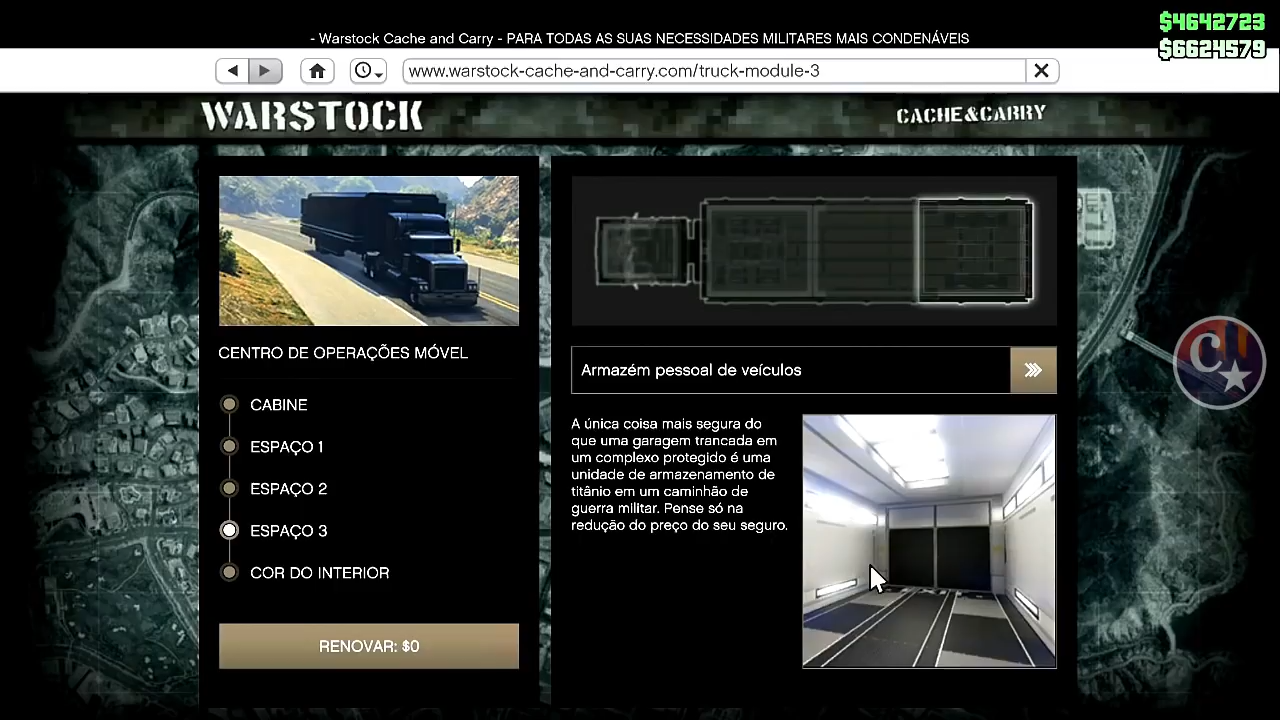 $4642723
- Warstock Cache and Carry - PARA TODAS AS SUAS NECESSIDADES MILITARES MAIS CONDENÁVEIS
$6624579
www.warstock-cache-and-carry.com/truck-module-3
WARSTOCK
CACHE&CARRY
CENTRO DE OPERAÇÕES MÓVEL
CABINE
ESPAÇO 1
ESPAÇO 2
ESPAÇO 3
COR DO INTERIOR
RENOVAR: $0
Armazém pessoal de veículos
A única coisa mais segura do
que uma garagem trancada em
um complexo protegido é uma
unidade de armazenamento de
titânio em um caminhão de
guerra militar. Pense só na
redução do preço do seu seguro.
C